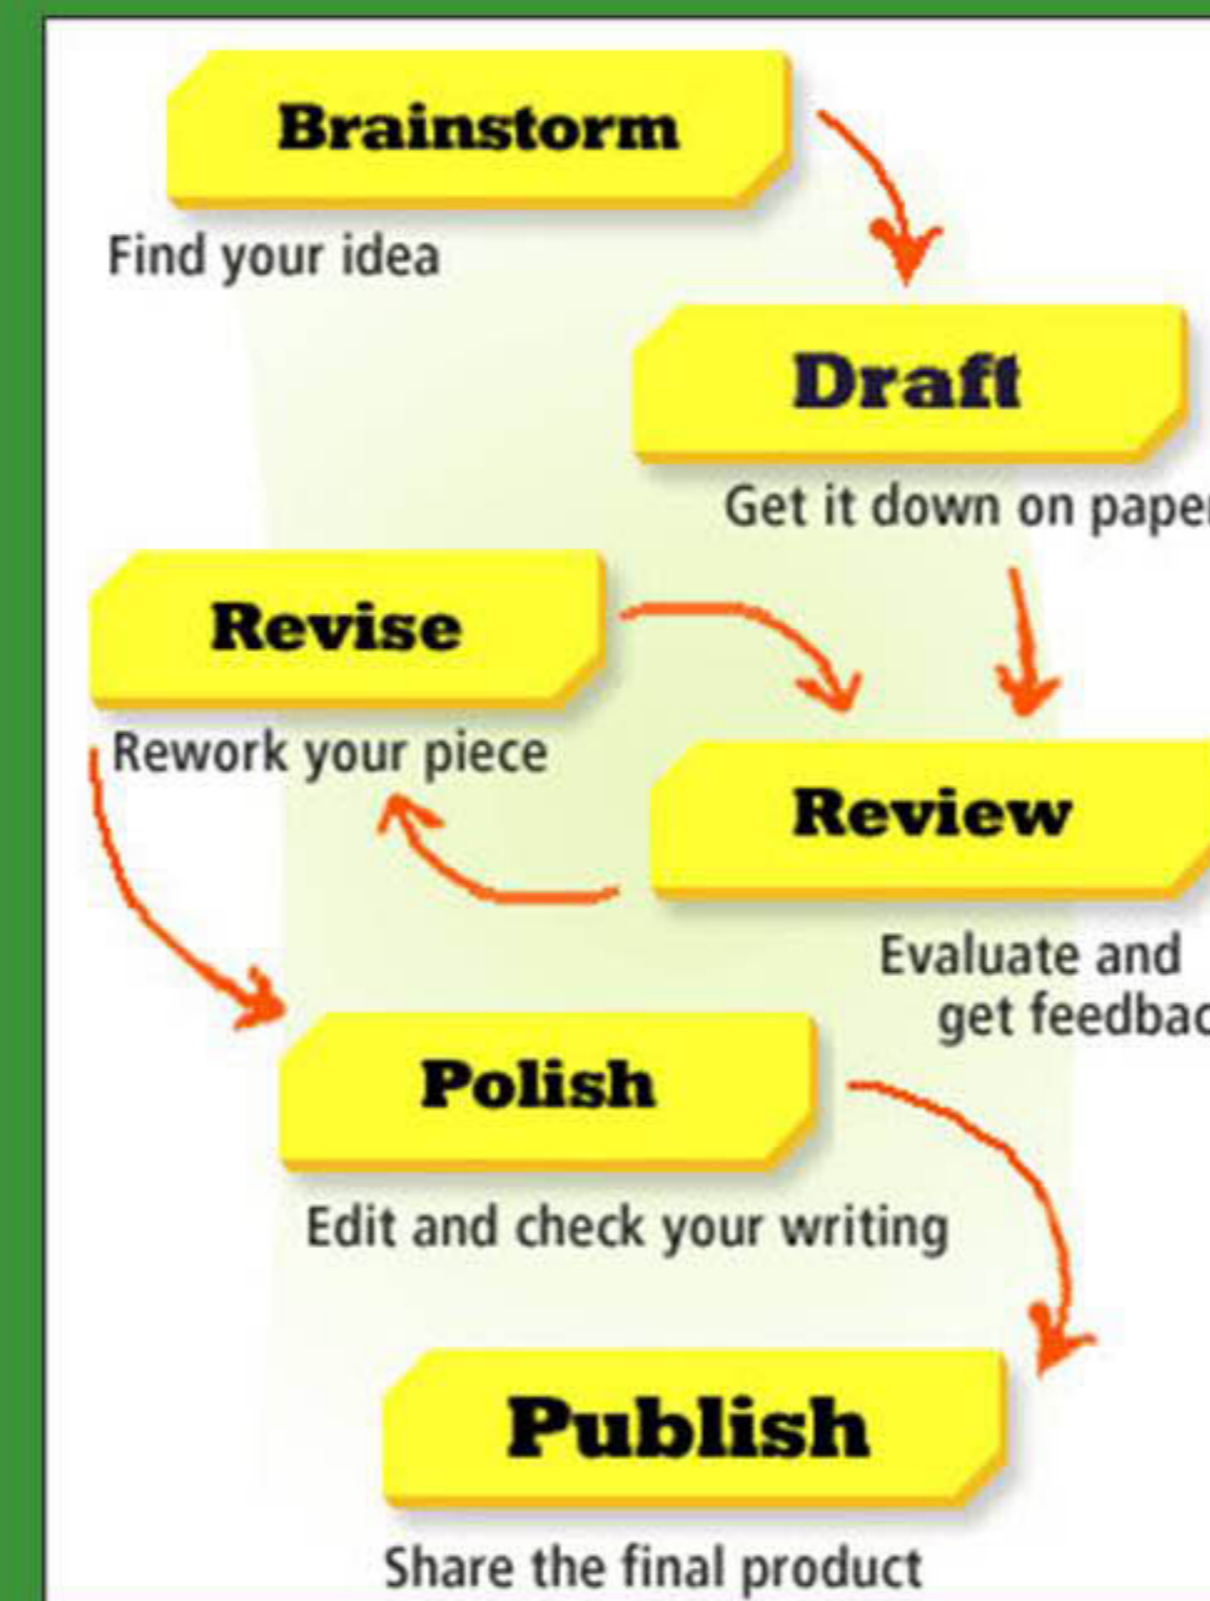 Brainstorm
Find your idea
Draft
Get it down on paper
Revise
Rework your piece
Review
Evaluate and
get feedbac
Polish
Edit and check your writing
Publish
Share the final product